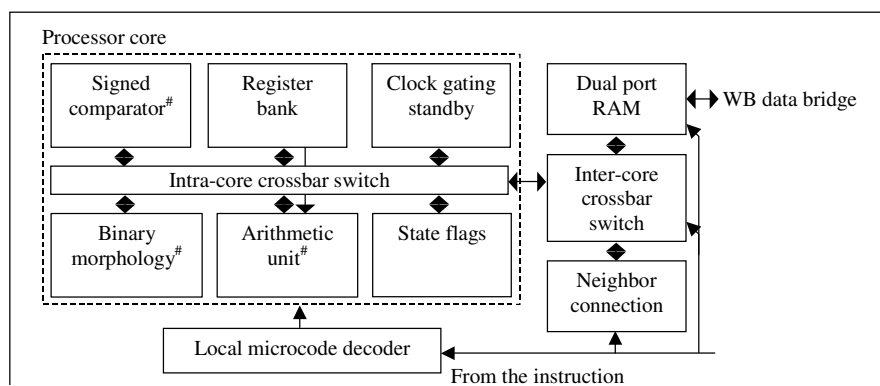 Processor core
Signed
comparator#
Register
bank
Clock gating
standby
Dual port
RAM
WB data bridge
Intra-core crossbar switch
Inter-core
crossbar
switch
Binary
morphology#
Arithmetic
unit#
State flags
Neighbor
connection
Local microcode decoder
From the instruction